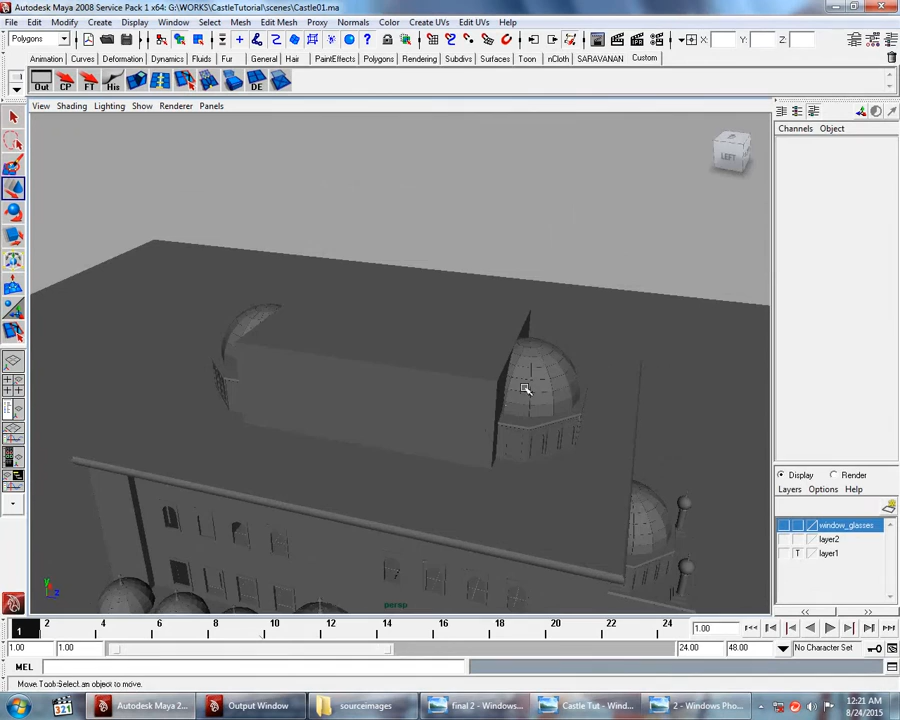 Autodesk Maya 2008 Service Pack 1 x64: G:\WORKS\CastleTutorial\scenes\Castle01.ma
File Edit Modify Create Display Window Select Mesh Edit Mesh Proxy Normals Color Create UVs Edit UVs Help
Polygons X: Y: Z:
Animation Curves Deformation Dynamics Fluids Fur General Hair PaintEffects Polygons Rendering Subdivs Surfaces Toon nCloth SARAVANAN Custom
Out CP FT His DE
View Shading Lighting Show Renderer Panels
Channels Object
LEFT
Display Render
Layers Options Help
window_glasses
layer2
T layer1
y
z
persp
1 2 4 6 8 10 12 14 16 18 20 22 24 1.00
1.00 1.00 24.00 48.00 No Character Set
MEL
Move Tool: Select an object to move.
321 Autodesk Maya 2... Output Window sourceimages final 2 - Windows... Castle Tut - Wind... 2 - Windows Pho...
12:21 AM
8/24/2015